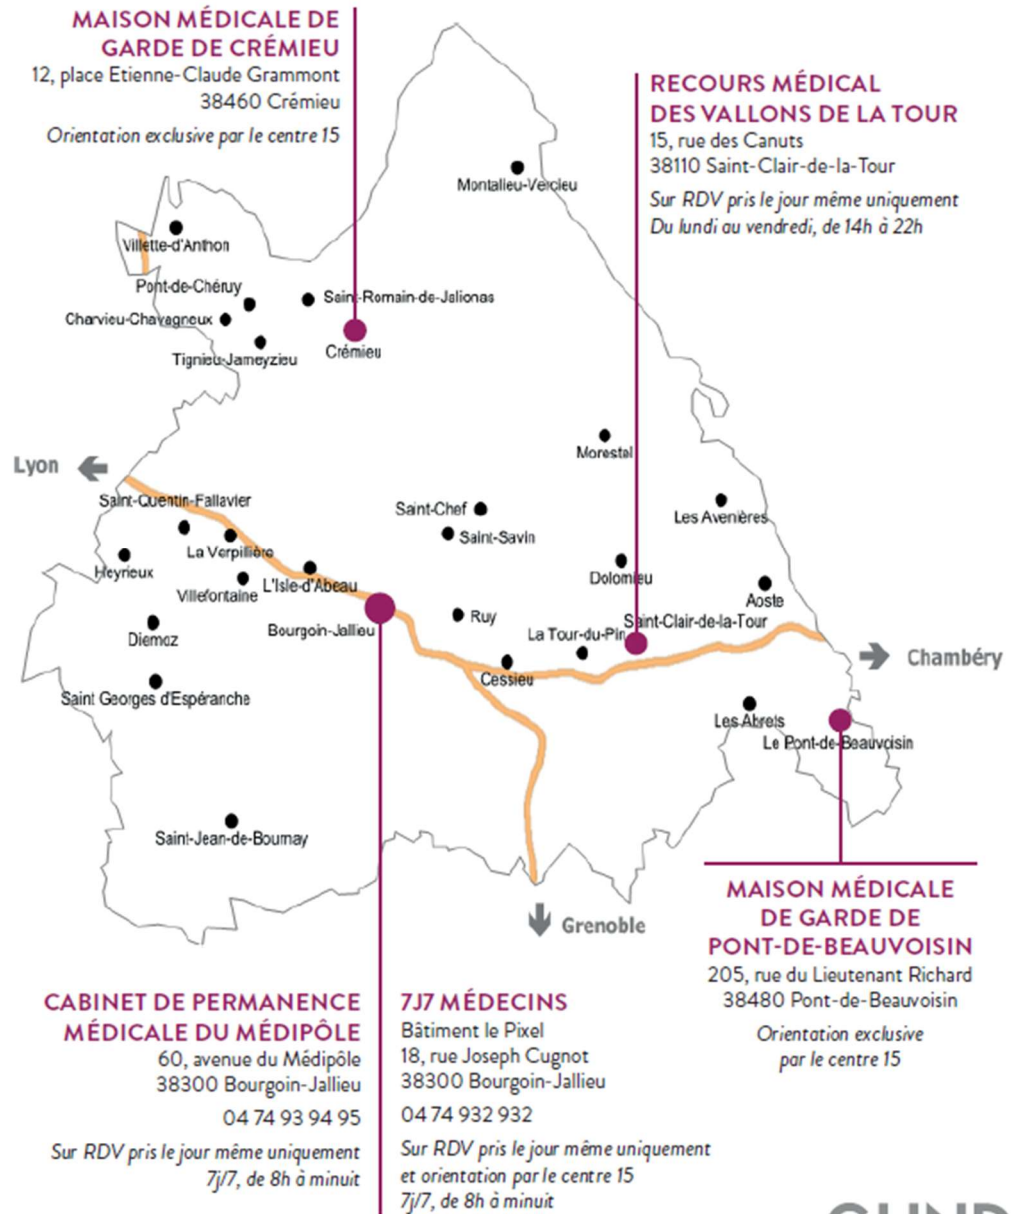 MAISON MÉDICALE DE
GARDE DE CRÉMIEU
12, place Etienne-Claude Grammont
38460 Crémieu
Orientation exclusive par le centre 15
RECOURS MÉDICAL
DES VALLONS DE LA TOUR
15, rue des Canuts
38110 Saint-Clair-de-la-Tour
Sur RDV pris le jour même uniquement
Du lundi au vendredi, de 14h à 22h
Montalieu-Vercieu
Villette-d'Anthon
Pont-de-Chéruy
Saint-Romain-de-Jalionas
Charvieu-Chavagneux
Tignieu-Jameyzieu
Crémieu
Morestel
Lyon
Saint-Quentin-Fallavier
Saint-Chef
Les Avenières
Saint-Savin
La Verpillière
Heyrieux
L'Isle-d'Abeau
Dolomieu
Villefontaine
Aoste
Ruy
Saint-Clair-de-la-Tour
Bourgoin-Jallieu
La Tour-du-Pin
Diemoz
Chambéry
Cessieu
Saint Georges d'Espéranche
Les Abrets
Le Pont-de-Beauvoisin
Saint-Jean-de-Bournay
Grenoble
MAISON MÉDICALE
DE GARDE DE
PONT-DE-BEAUVOISIN
205, rue du Lieutenant Richard
38480 Pont-de-Beauvoisin
Orientation exclusive
par le centre 15
CABINET DE PERMANENCE
MÉDICALE DU MÉDIPÔLE
60, avenue du Médipôle
38300 Bourgoin-Jallieu
04 74 93 94 95
Sur RDV pris le jour même uniquement
7j/7, de 8h à minuit
7J7 MÉDECINS
Bâtiment le Pixel
18, rue Joseph Cugnot
38300 Bourgoin-Jallieu
04 74 932 932
Sur RDV pris le jour même uniquement
et orientation par le centre 15
7j/7, de 8h à minuit